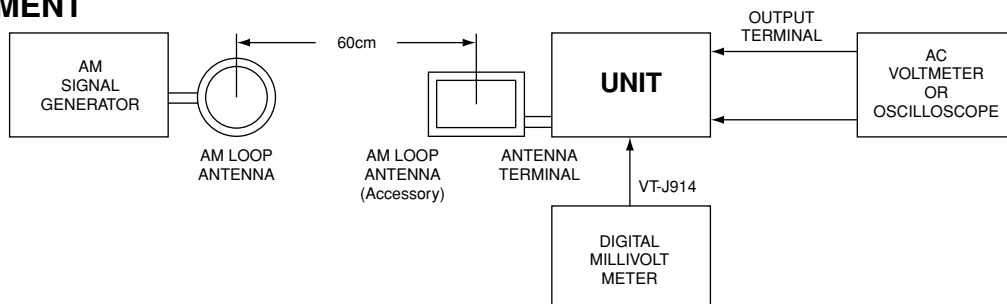 MENT
AM
SIGNAL
GENERATOR
60cm
AM LOOP
ANTENNA
AM LOOP
ANTENNA
(Accessory)
ANTENNA
TERMINAL
UNIT
OUTPUT
TERMINAL
AC
VOLTMETER
OR
OSCILLOSCOPE
VT-J914
DIGITAL
MILLIVOLT
METER